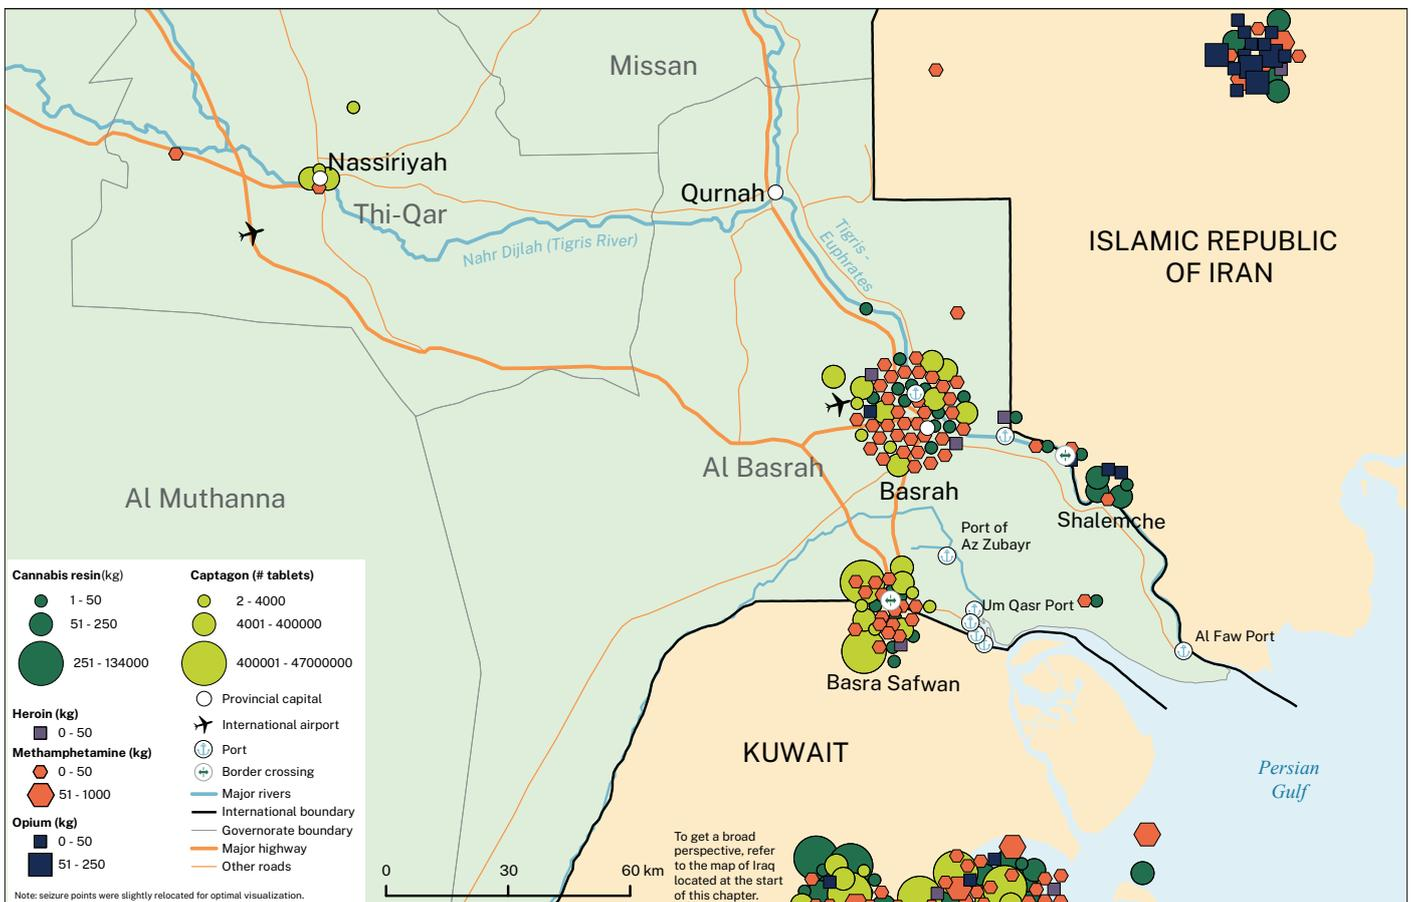 Missan
Nassiriyah
Qurnah
Thi-Qar
Nahr Dijlah (Tigris River)
Tigris -
Euphrates
ISLAMIC REPUBLIC
OF IRAN
Al Basrah
Basrah
Al Muthanna
Shalemche
Port of
Az Zubayr
Um Qasr Port
Al Faw Port
Basra Safwan
KUWAIT
Persian
Gulf
Cannabis resin(kg)
1 - 50
51 - 250
251 - 134000
Heroin (kg)
0 - 50
Methamphetamine (kg)
0 - 50
51 - 1000
Opium (kg)
0 - 50
51 - 250
Captagon (# tablets)
2 - 4000
4001 - 400000
400001 - 47000000
Provincial capital
International airport
Port
Border crossing
Major rivers
International boundary
Governorate boundary
Major highway
Other roads
Note: seizure points were slightly relocated for optimal visualization.
0 30 60 km
To get a broad
perspective, refer
to the map of Iraq
located at the start
of this chapter.